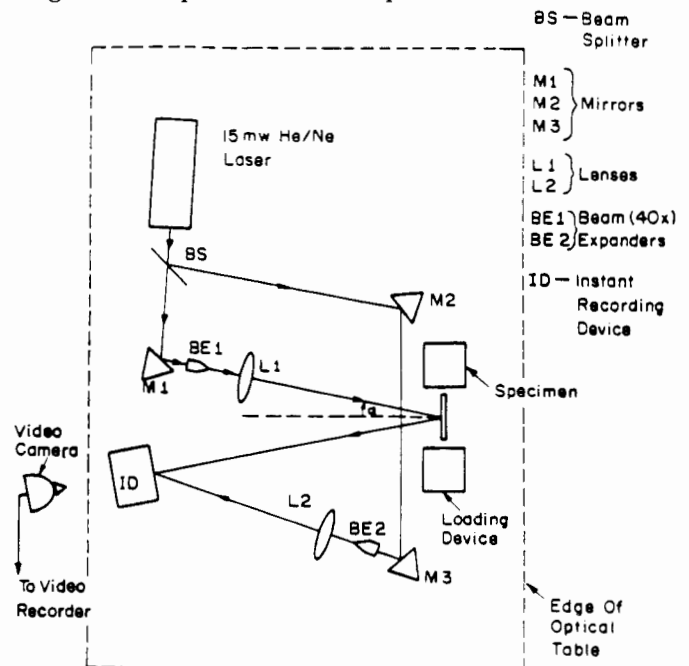 BS — Beam
Splitter
M1
M2
M3
Mirrors
L1
L2
Lenses
BE1
BE2
Beam (40x)
Expanders
ID — Instant
Recording
Device
15 mw He/Ne
Laser
BS
M2
BE1
L1
M1
α
Specimen
Video
Camera
ID
L2
BE2
M3
Loading
Device
To Video
Recorder
Edge Of
Optical
Table